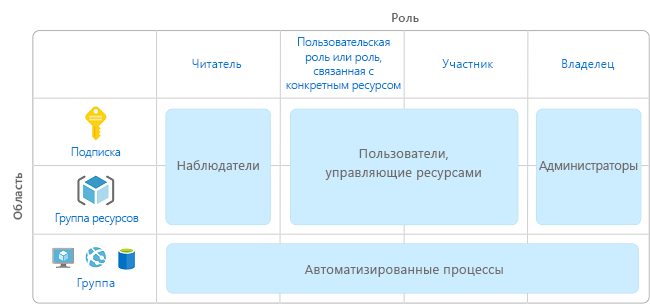 Роль
Читатель
Пользовательская
роль или роль,
связанная с
конкретным ресурсом
Участник
Владелец
Область
Подписка
Наблюдатели
Пользователи,
управляющие ресурсами
Администраторы
Группа ресурсов
Группа
Автоматизированные процессы